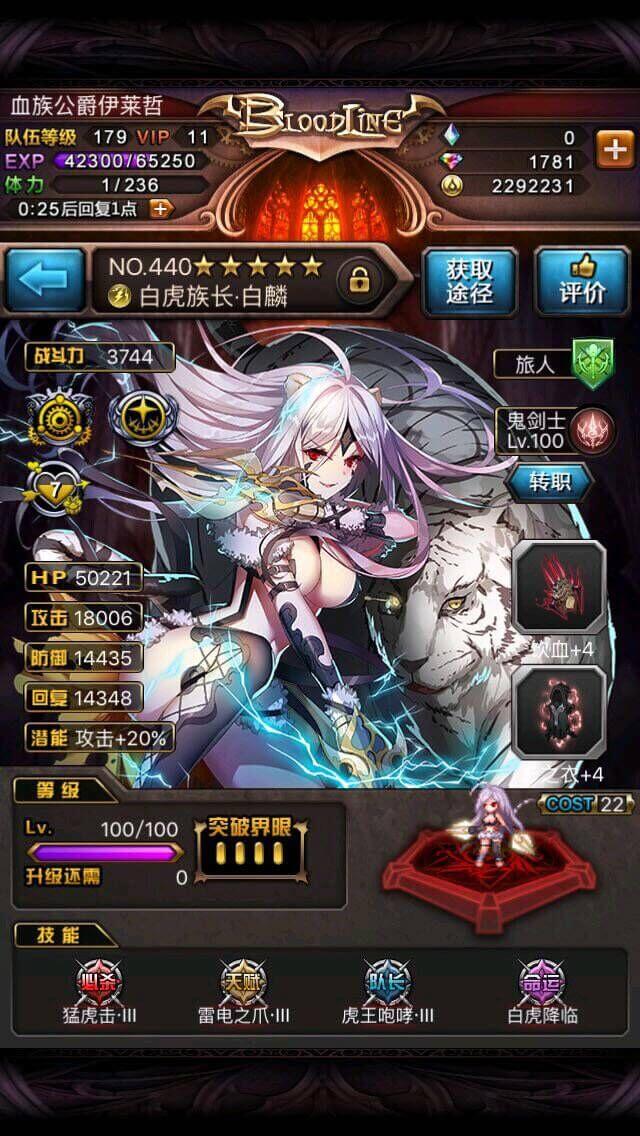 血族公爵伊莱哲
BLOODLINE
队伍等级 179 VIP 11
0
EXP 42300/65250
1781
体力 1/236
2292231
0:25后回复1点
NO.440
白虎族长·白麟
获取
途径
评价
战斗力 3744
旅人
鬼剑士
Lv.100
转职
7
HP 50221
攻击 18006
防御 14435
回复 14348
潜能 攻击+20%
饮血+4
之衣+4
等级
COST 22
Lv. 100/100
突破界限
升级还需 0
技能
必杀
天赋
队长
命运
猛虎击·III
雷电之爪·III
虎王咆哮·III
白虎降临